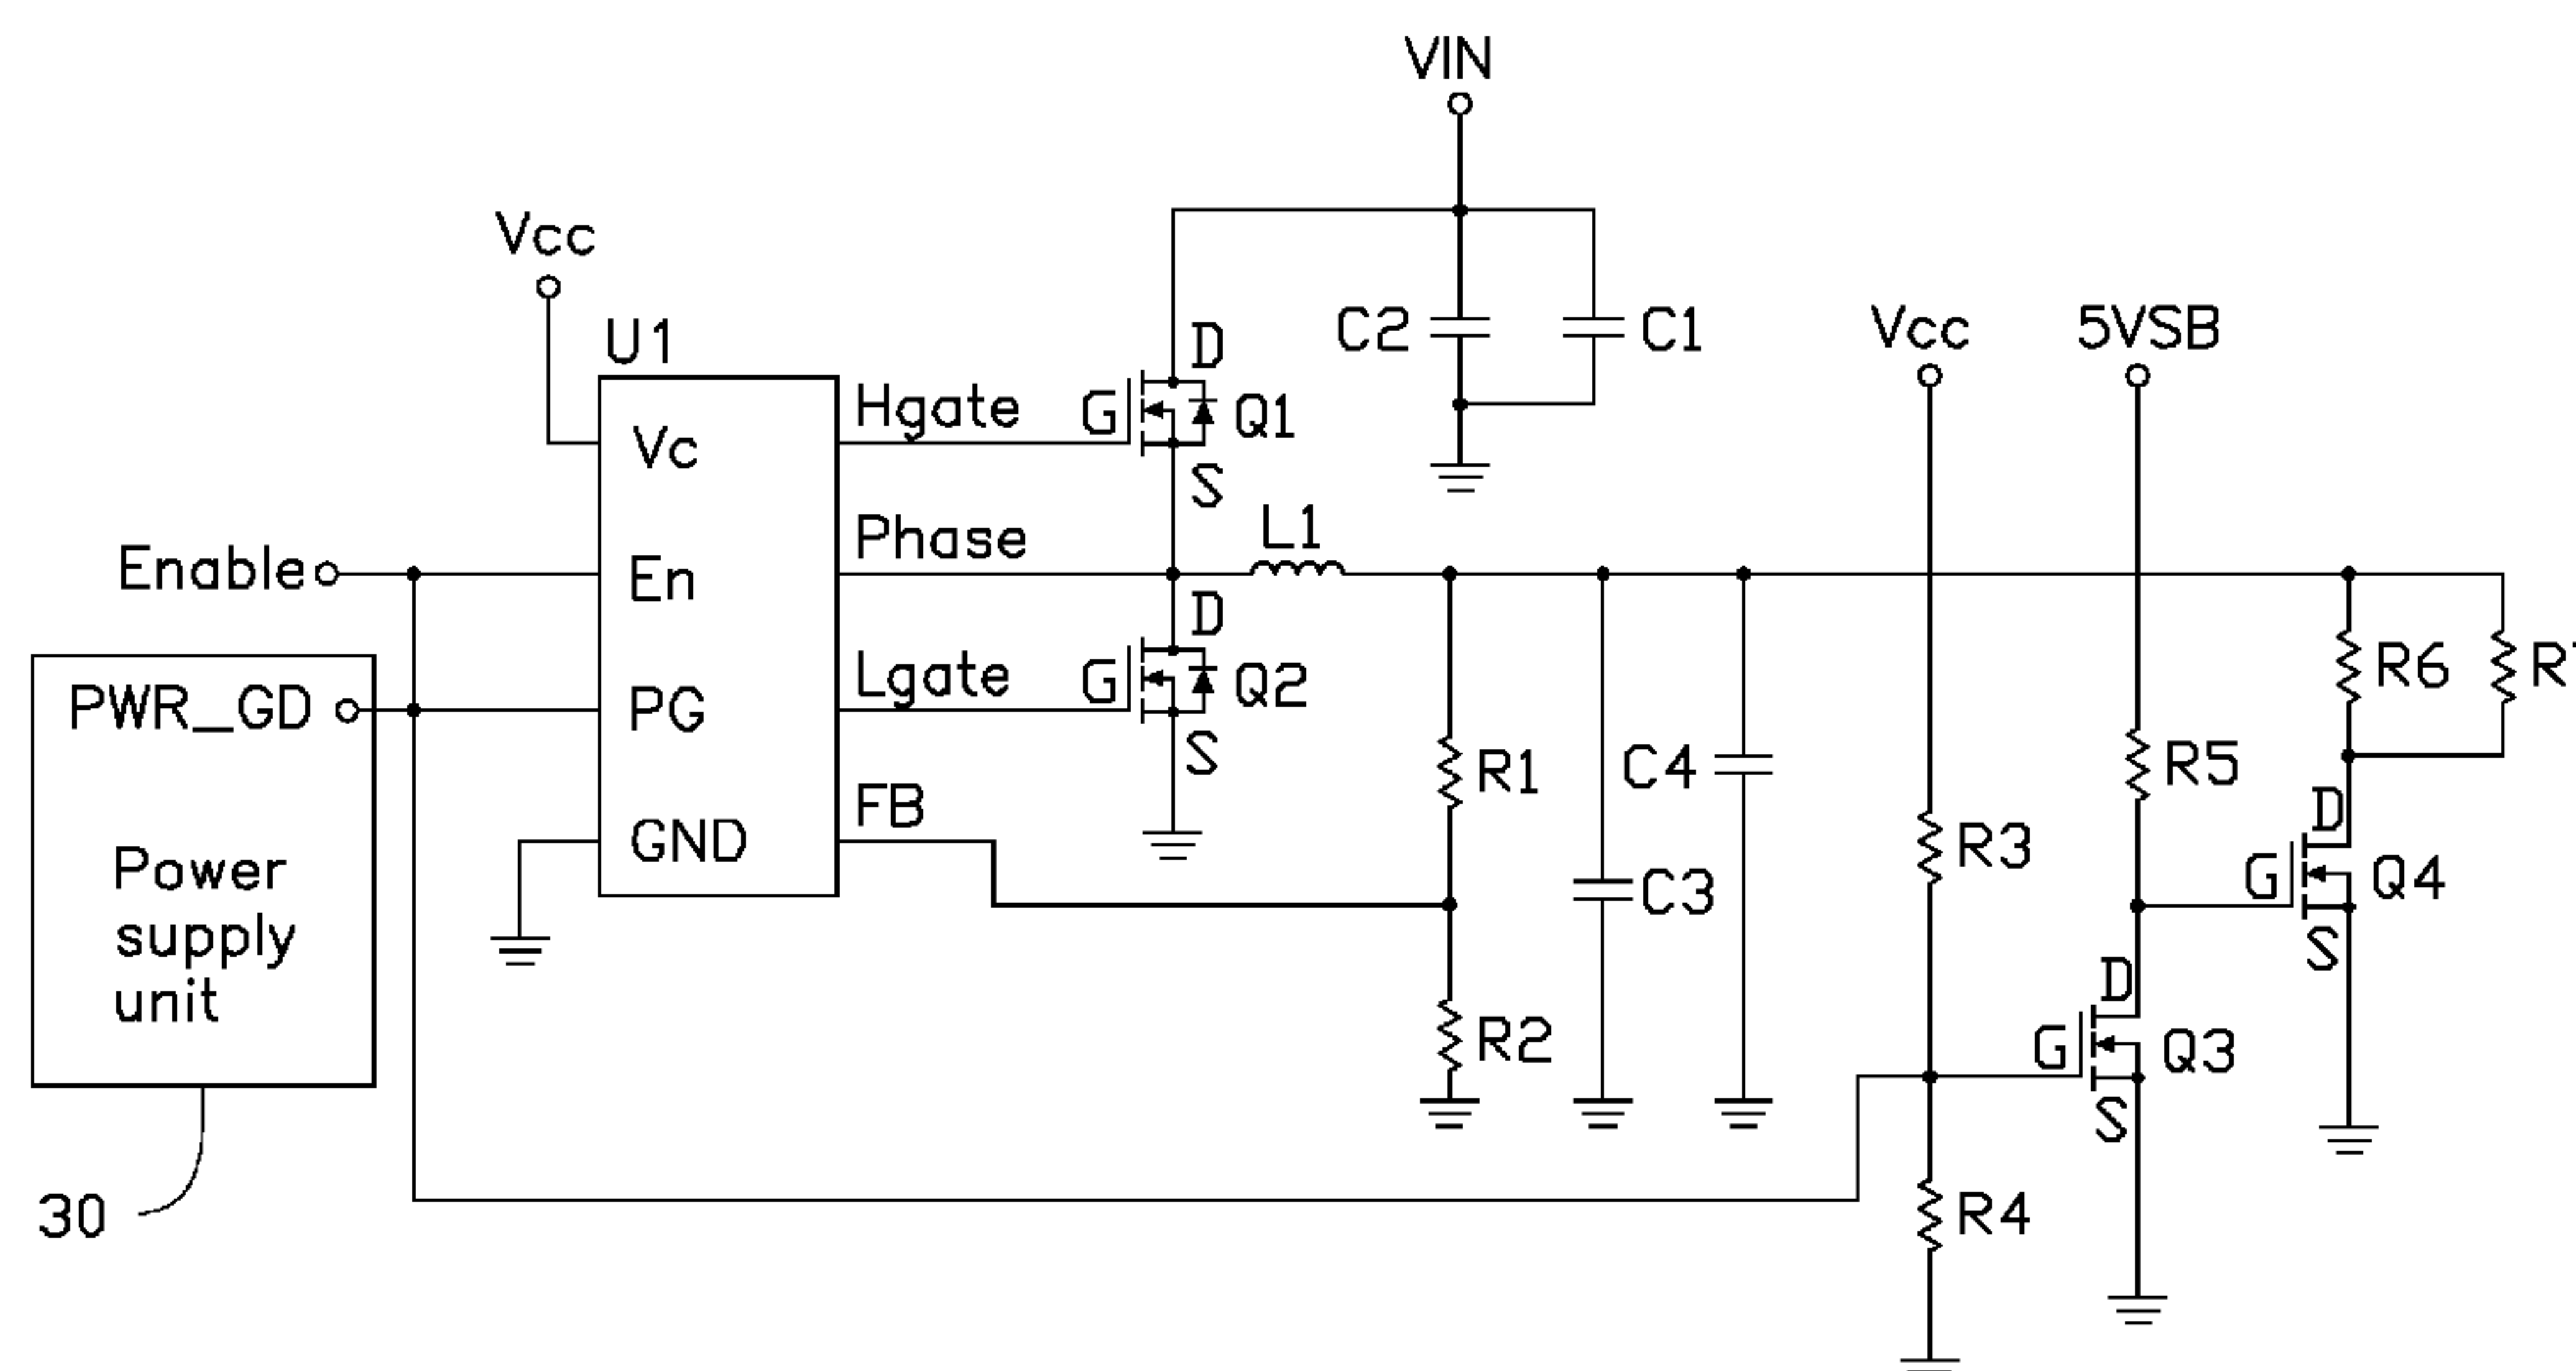 VIN
Vcc
U1
Vc
En
PG
GND
Hgate
Phase
Lgate
FB
Enable
PWR_GD
Power
supply
unit
30
D
G
Q1
S
D
G
Q2
S
C2
C1
L1
R1
R2
C3
C4
Vcc
5VSB
R3
R4
R5
R6
D
G
Q4
S
D
G
Q3
S